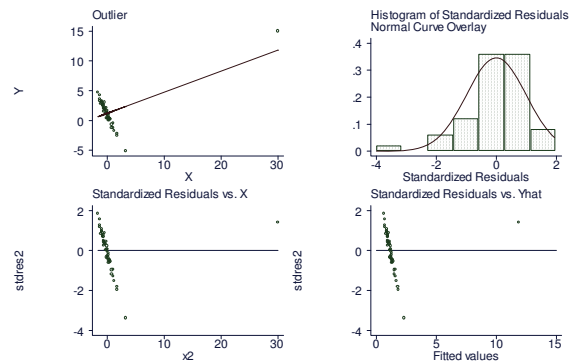 Outlier
15
10
5
0
-5
Y
0
10
20
30
X
Histogram of Standardized Residuals
Normal Curve Overlay
.4
.3
.2
.1
0
-4
-2
0
2
Standardized Residuals
Standardized Residuals vs. X
2
0
-2
-4
stdres2
0
10
20
30
x2
Standardized Residuals vs. Yhat
2
0
-2
-4
stdres2
0
5
10
15
Fitted values